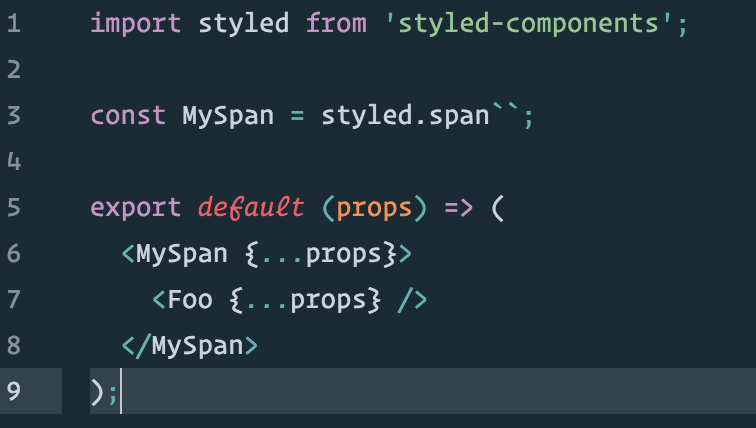 1 import styled from 'styled-components';
2
3 const MySpan = styled.span``;
4
5 export default (props) => (
6   <MySpan {...props}>
7     <Foo {...props} />
8   </MySpan>
9 );